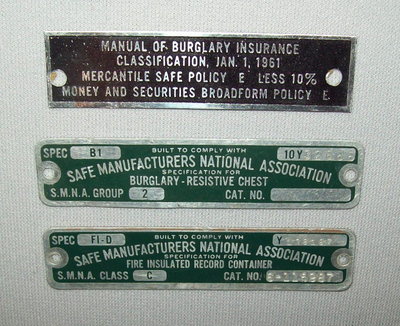 MANUAL OF BURGLARY INSURANCE
CLASSIFICATION, JAN. 1, 1961
MERCANTILE SAFE POLICY E LESS 10%
MONEY AND SECURITIES BROADFORM POLICY E
SPEC B1 BUILT TO COMPLY WITH 10Y
SAFE MANUFACTURERS NATIONAL ASSOCIATION
SPECIFICATION FOR
BURGLARY-RESISTIVE CHEST
S.M.N.A. GROUP 2 CAT. NO.
SPEC FI-D BUILT TO COMPLY WITH Y
SAFE MANUFACTURERS NATIONAL ASSOCIATION
SPECIFICATION FOR
FIRE INSULATED RECORD CONTAINER
S.M.N.A. CLASS C CAT. NO.